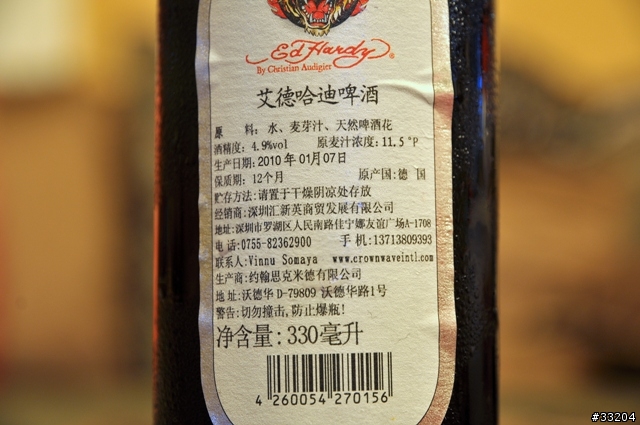 Ed Hardy ®
By Christian Audigier
艾德哈迪啤酒
原 料: 水、麦芽汁、天然啤酒花
酒精度: 4.9%vol 原麦汁浓度: 11.5 °P
生产日期: 2010 年 01月 07日
保质期: 12个月 原产国: 德 国
贮存方法: 请置于干燥阴凉处存放
经销商: 深圳汇新英商贸发展有限公司
地址: 深圳市罗湖区人民南路佳宁娜友谊广场A-1708
电 话: 0755-82362900 手 机: 13713809393
联系人: Vinnu Somaya www.crownwaveintl.com
生产商: 约翰思克米德有限公司
地 址: 沃德华 D-79809 沃德华路1号
警告: 切勿撞击,防止爆瓶!
净含量: 330毫升
4 260054 270156
#33204